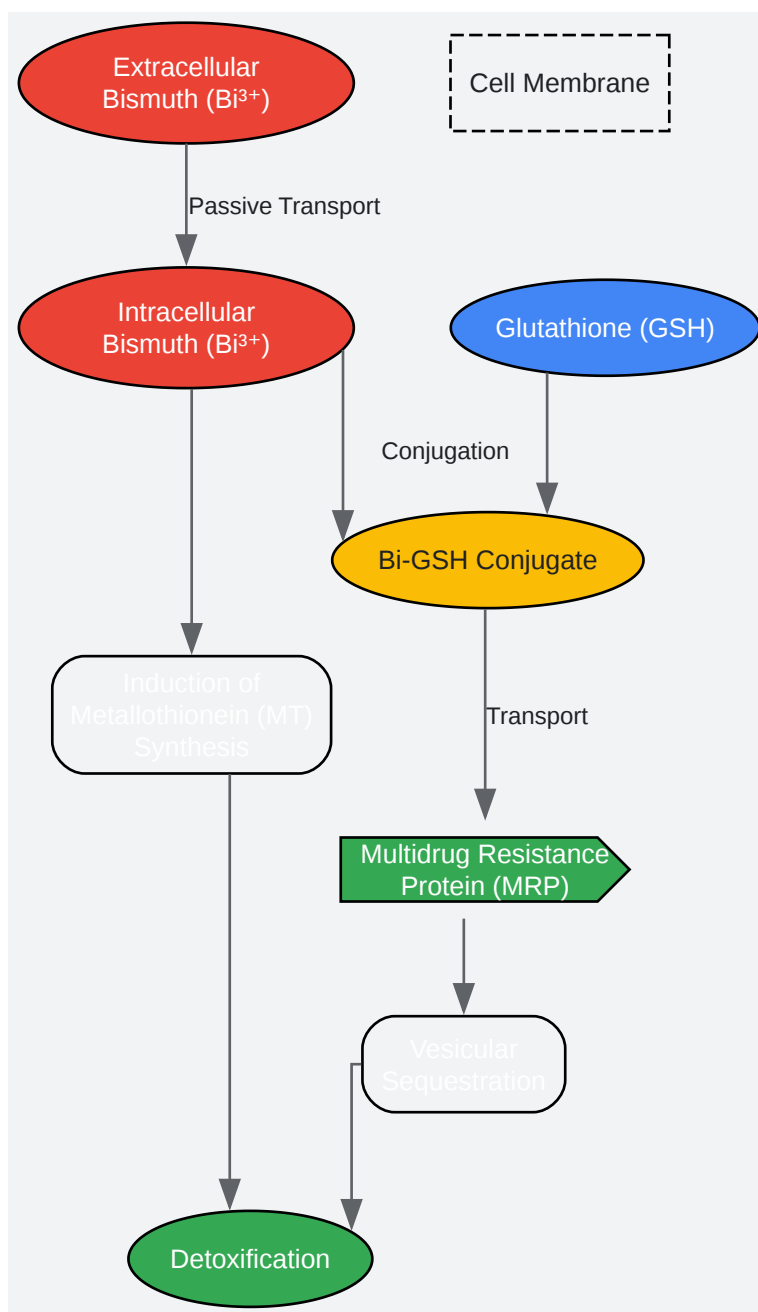 Extracellular
Bismuth (Bi³⁺)
Cell Membrane
Passive Transport
Intracellular
Bismuth (Bi³⁺)
Glutathione (GSH)
Conjugation
Bi-GSH Conjugate
Induction of
Metallothionein (MT)
Synthesis
Transport
Multidrug Resistance
Protein (MRP)
Vesicular
Sequestration
Detoxification